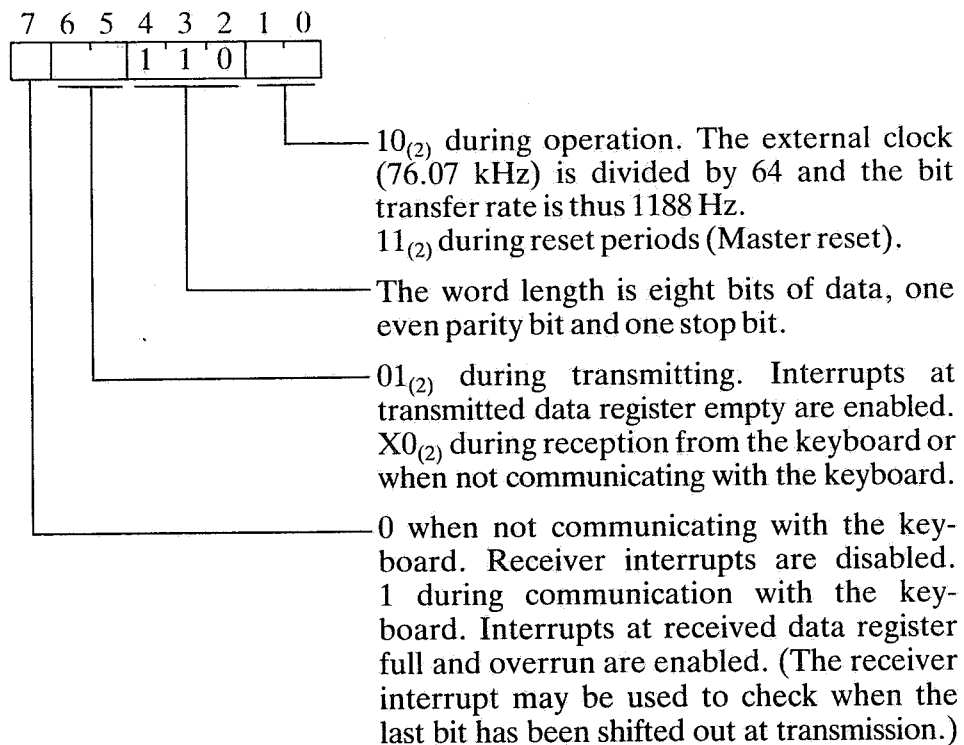 7 6 5 4 3 2 1 0
1 1 0
10(2) during operation. The external clock
(76.07 kHz) is divided by 64 and the bit
transfer rate is thus 1188 Hz.
11(2) during reset periods (Master reset).
The word length is eight bits of data, one
even parity bit and one stop bit.
01(2) during transmitting. Interrupts at
transmitted data register empty are enabled.
X0(2) during reception from the keyboard or
when not communicating with the keyboard.
0 when not communicating with the key-
board. Receiver interrupts are disabled.
1 during communication with the key-
board. Interrupts at received data register
full and overrun are enabled. (The receiver
interrupt may be used to check when the
last bit has been shifted out at transmission.)